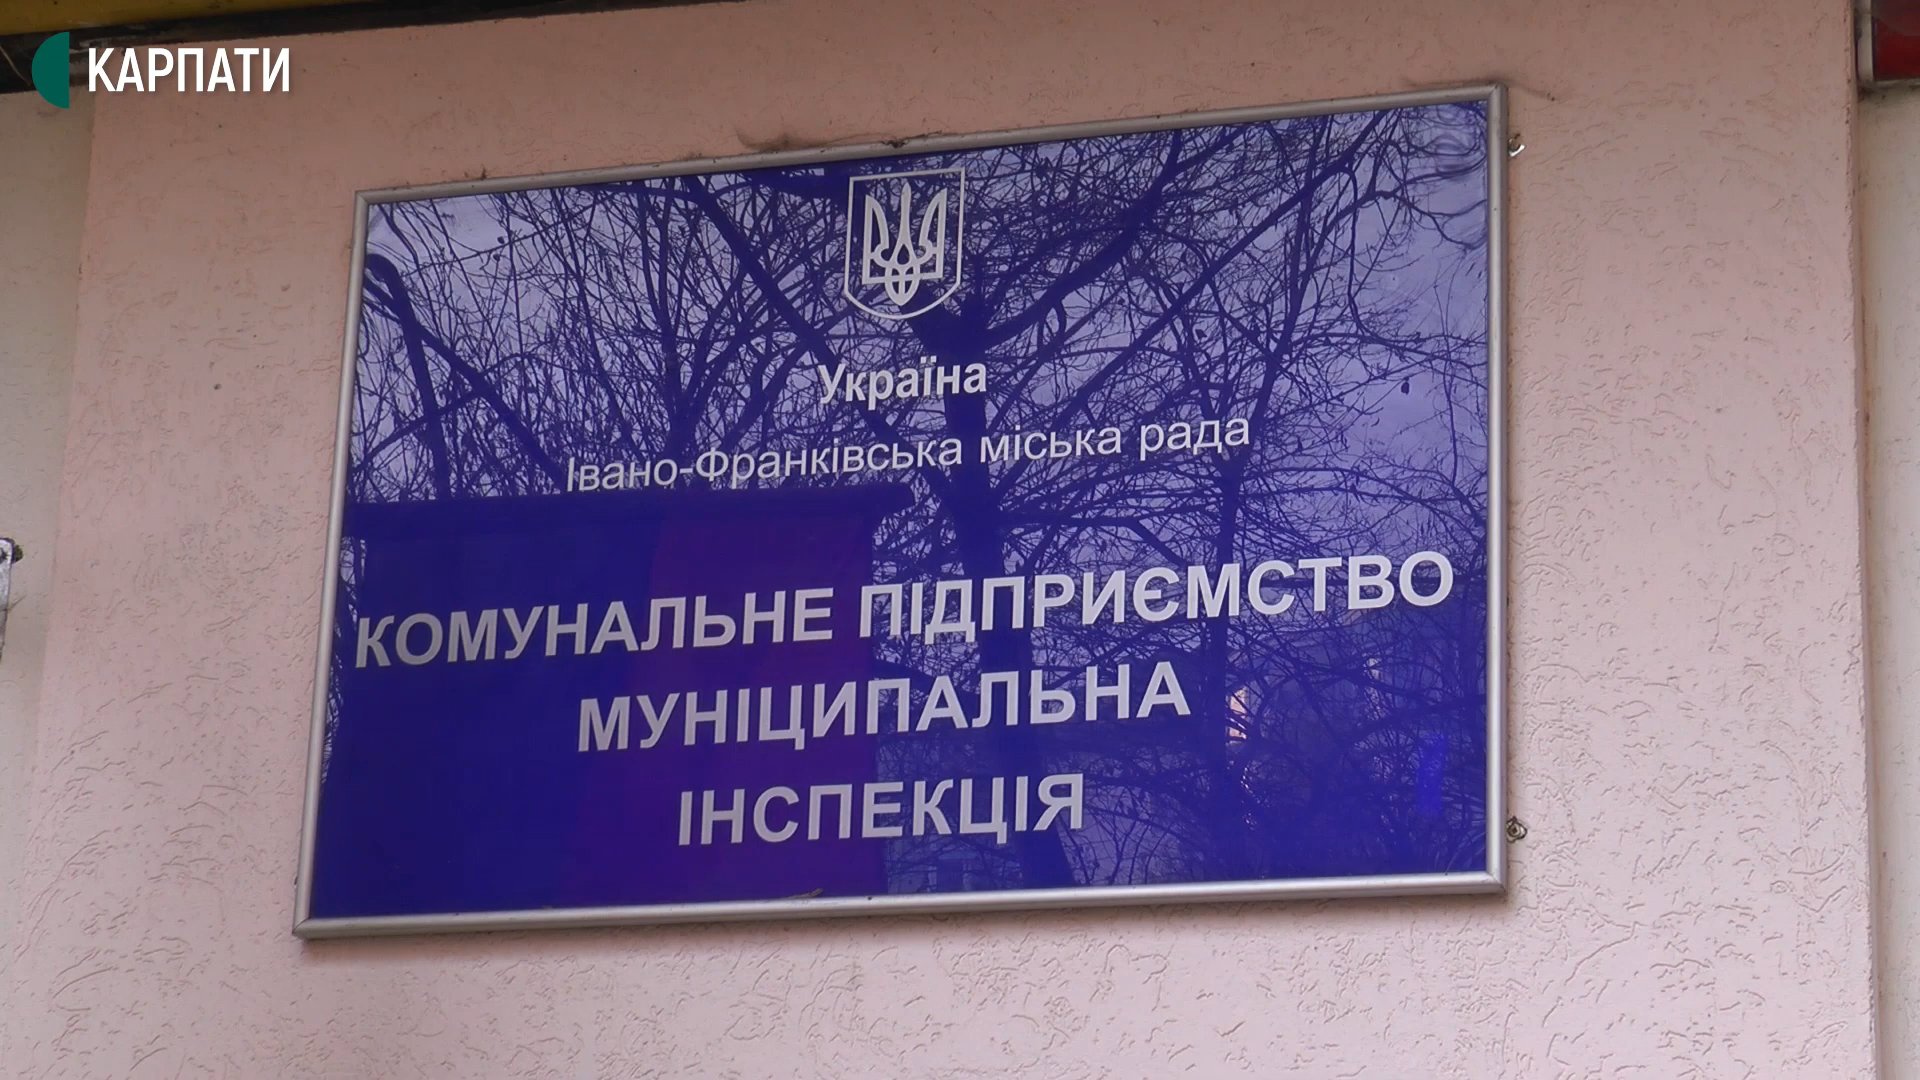 КАРПАТИ
Україна
Івано-Франківська міська рада
КОМУНАЛЬНЕ ПІДПРИЄМСТВО
МУНІЦИПАЛЬНА
ІНСПЕКЦІЯ